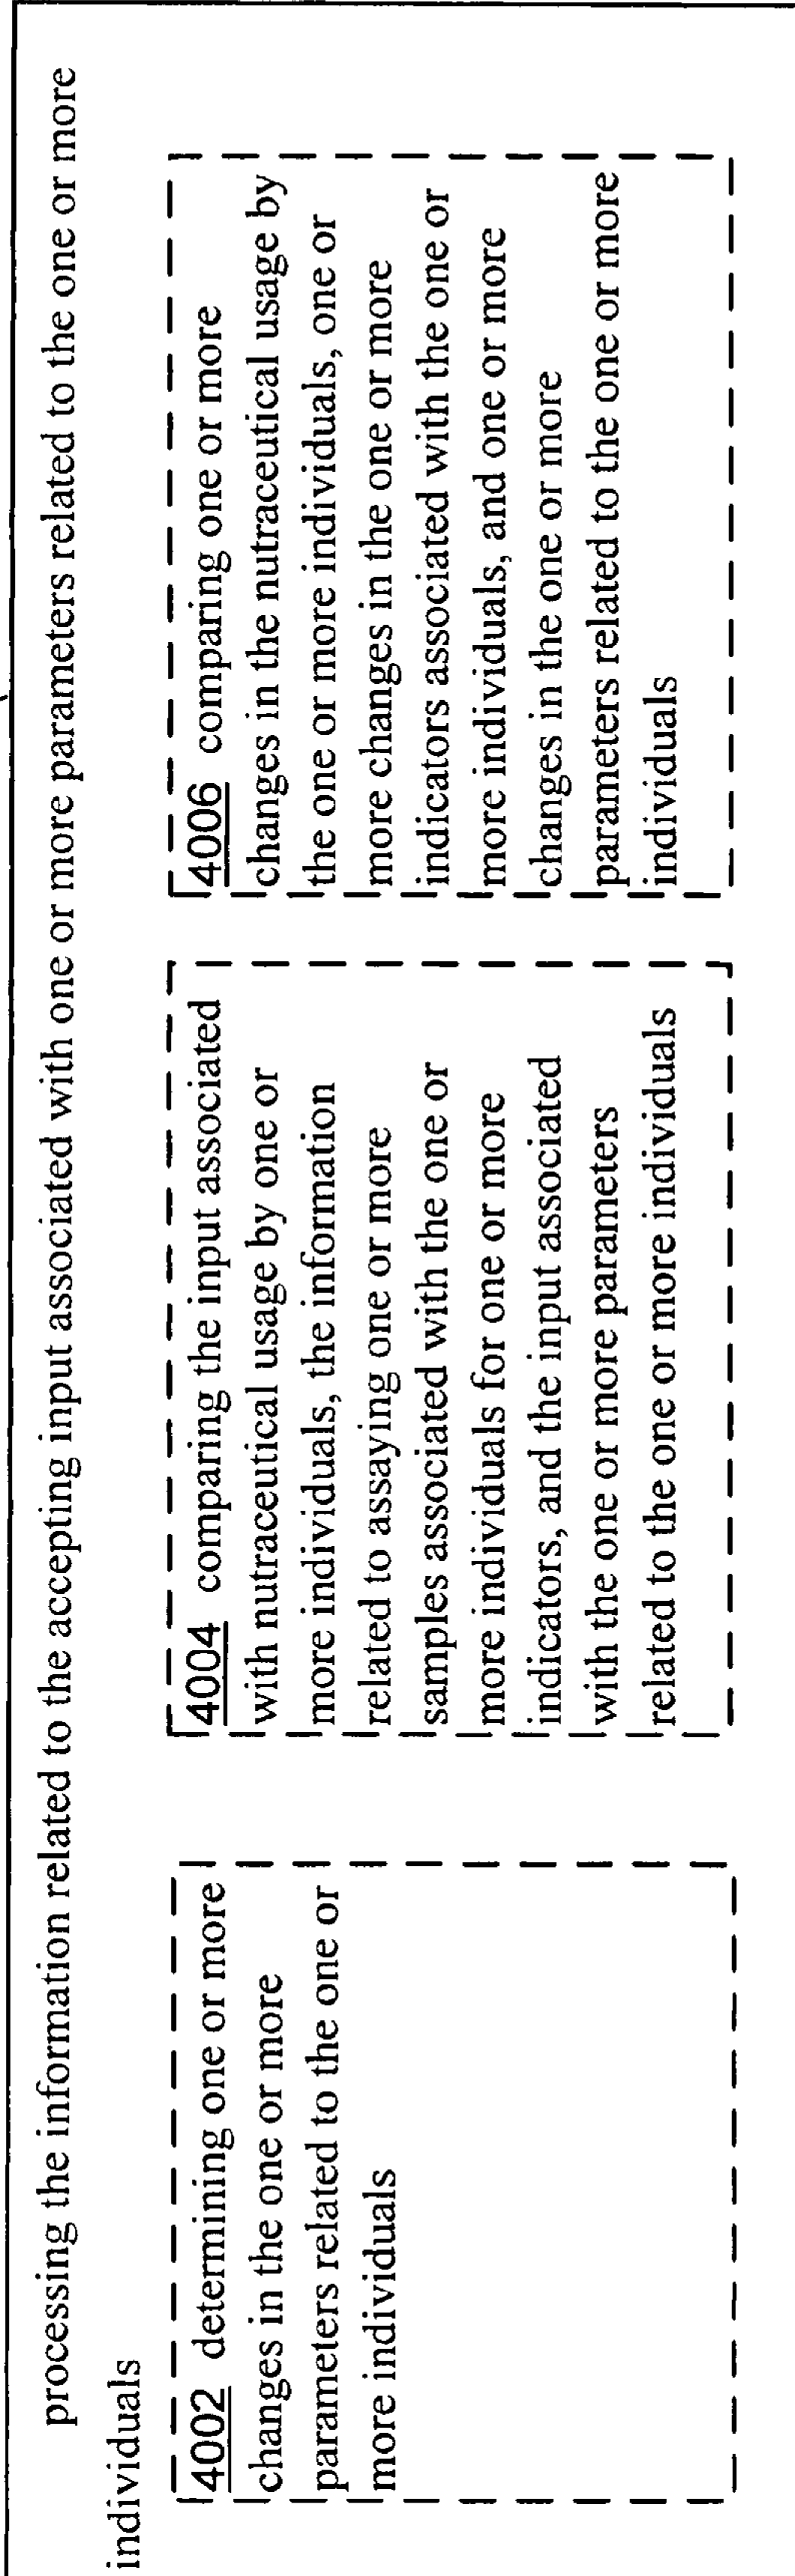 processing the information related to the accepting input associated with one or more parameters related to the one or more
individuals
4002 determining one or more
changes in the one or more
parameters related to the one or
more individuals
4004 comparing the input associated
with nutraceutical usage by one or
more individuals, the information
related to assaying one or more
samples associated with the one or
more individuals for one or more
indicators, and the input associated
with the one or more parameters
related to the one or more individuals
4006 comparing one or more
changes in the nutraceutical usage by
the one or more individuals, one or
more changes in the one or more
indicators associated with the one or
more individuals, and one or more
changes in the one or more
parameters related to the one or more
individuals